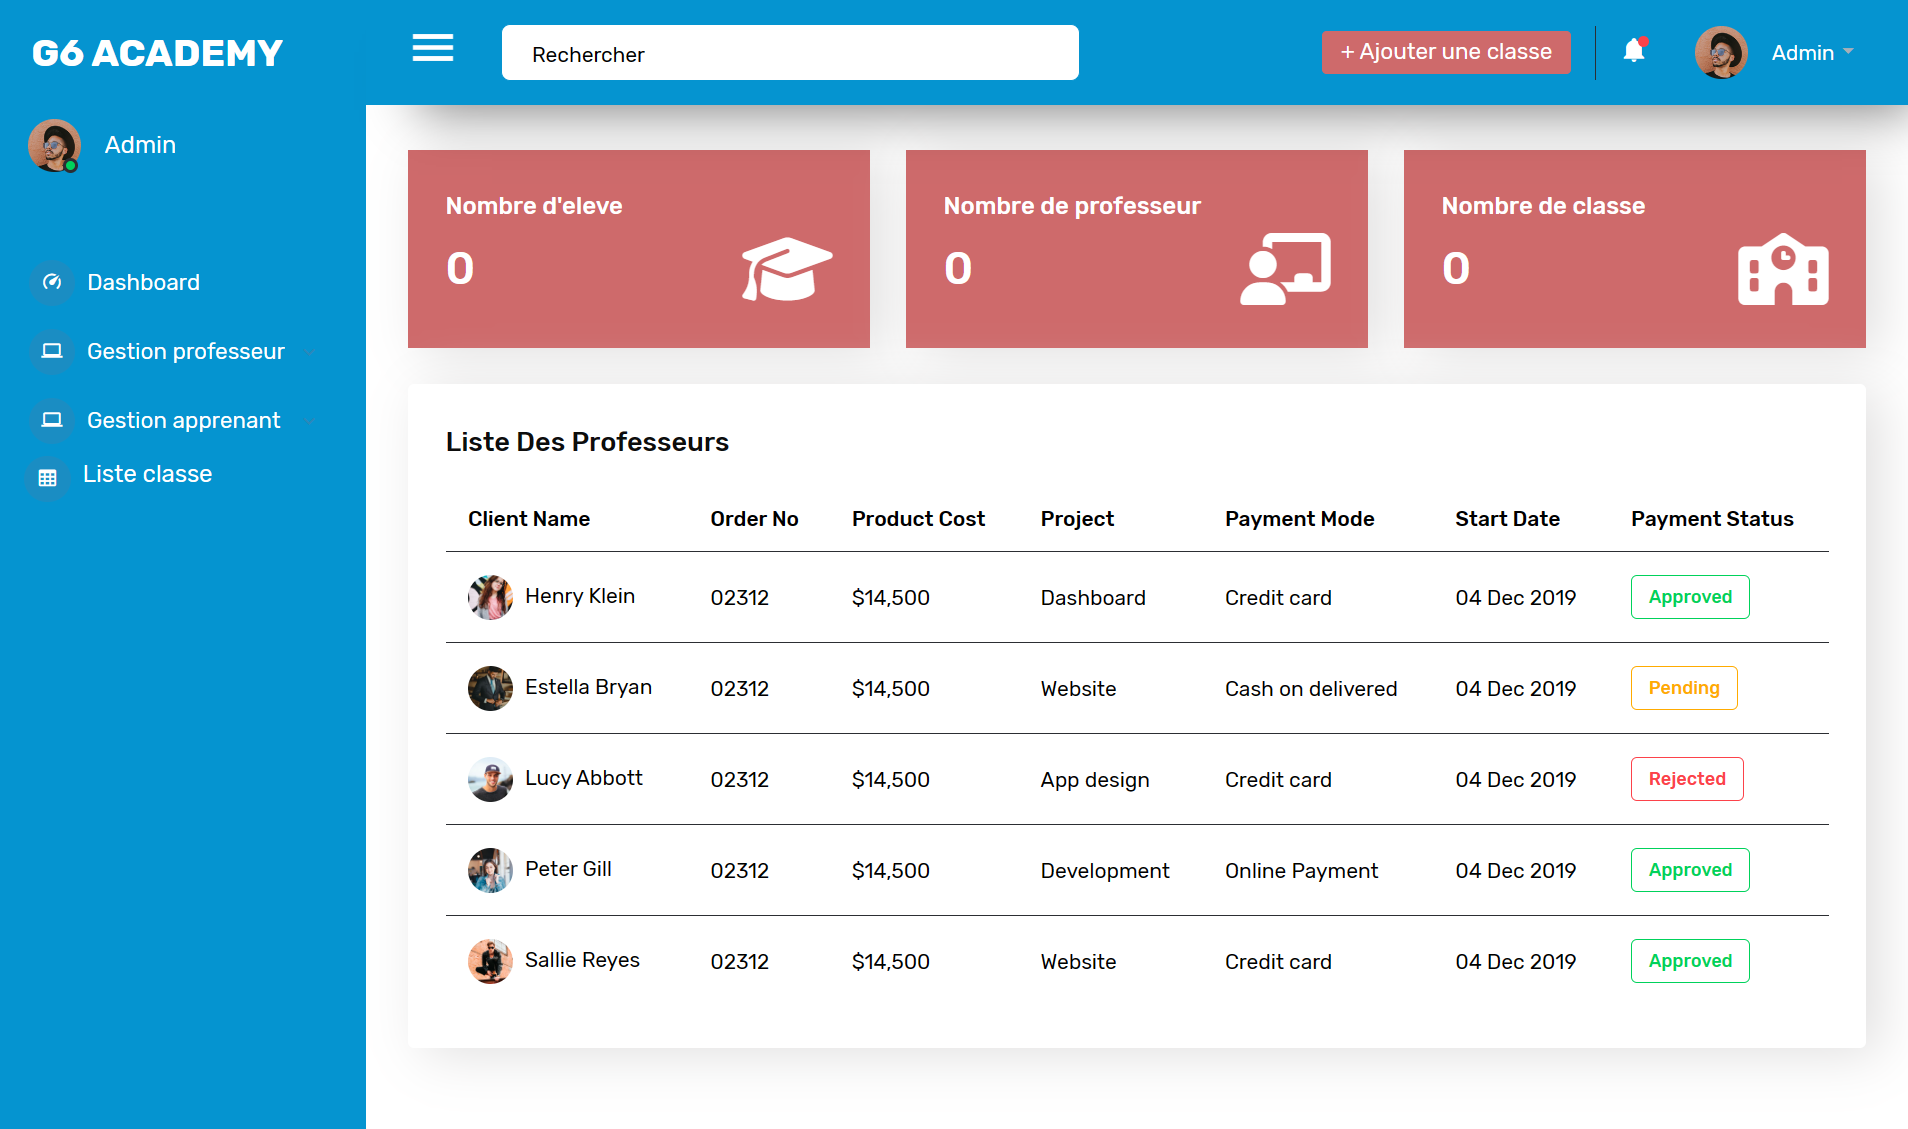 G6 ACADEMY
Rechercher
+ Ajouter une classe
Admin
Admin
Dashboard
Gestion professeur
Gestion apprenant
Liste classe
Nombre d'eleve
0
Nombre de professeur
0
Nombre de classe
0
Liste Des Professeurs
Client Name Order No Product Cost Project Payment Mode Start Date Payment Status
Henry Klein 02312 $14,500 Dashboard Credit card 04 Dec 2019 Approved
Estella Bryan 02312 $14,500 Website Cash on delivered 04 Dec 2019 Pending
Lucy Abbott 02312 $14,500 App design Credit card 04 Dec 2019 Rejected
Peter Gill 02312 $14,500 Development Online Payment 04 Dec 2019 Approved
Sallie Reyes 02312 $14,500 Website Credit card 04 Dec 2019 Approved